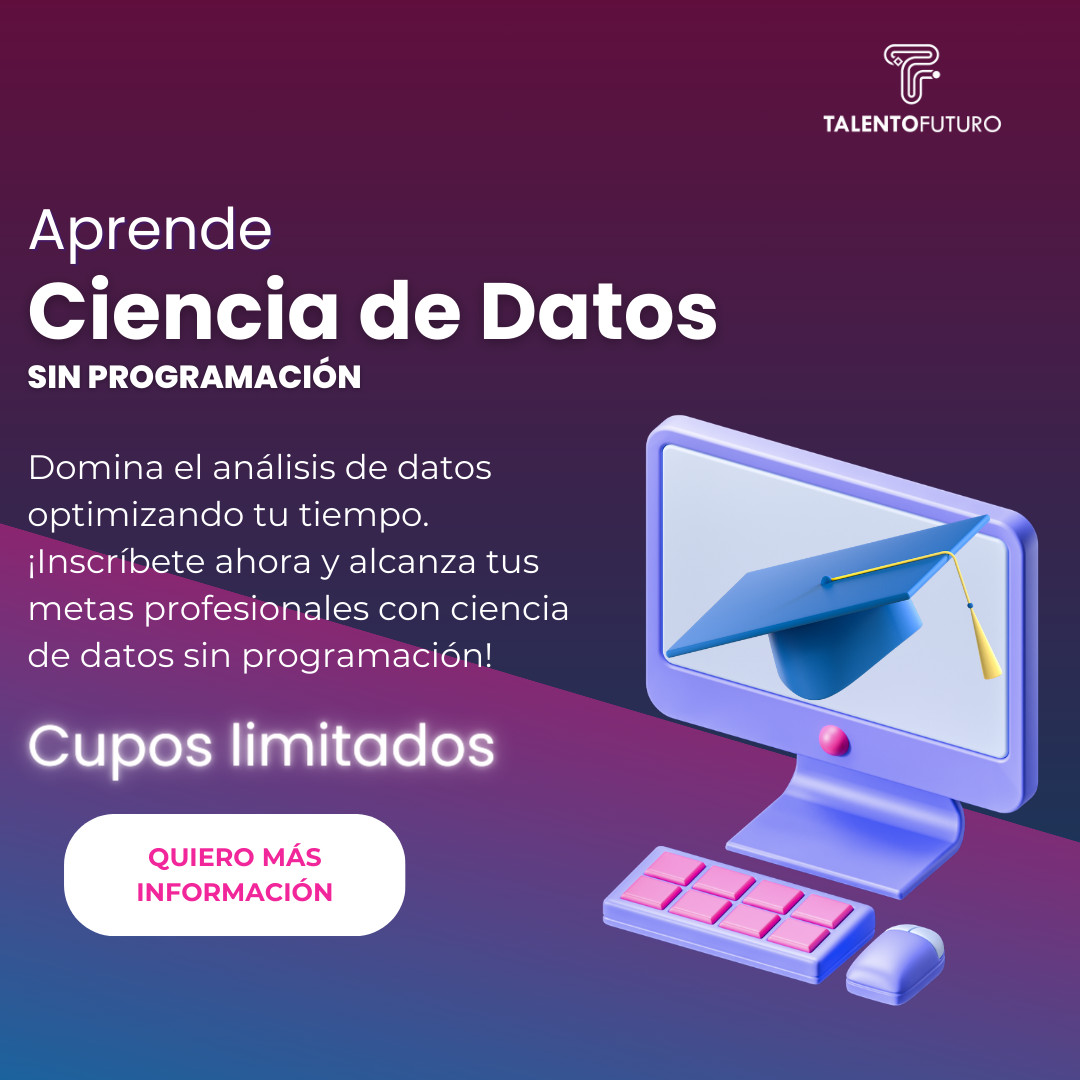 TALENTOFUTURO
Aprende
Ciencia de Datos
SIN PROGRAMACIÓN
Domina el análisis de datos
optimizando tu tiempo.
¡Inscríbete ahora y alcanza tus
metas profesionales con ciencia
de datos sin programación!
Cupos limitados
QUIERO MÁS
INFORMACIÓN